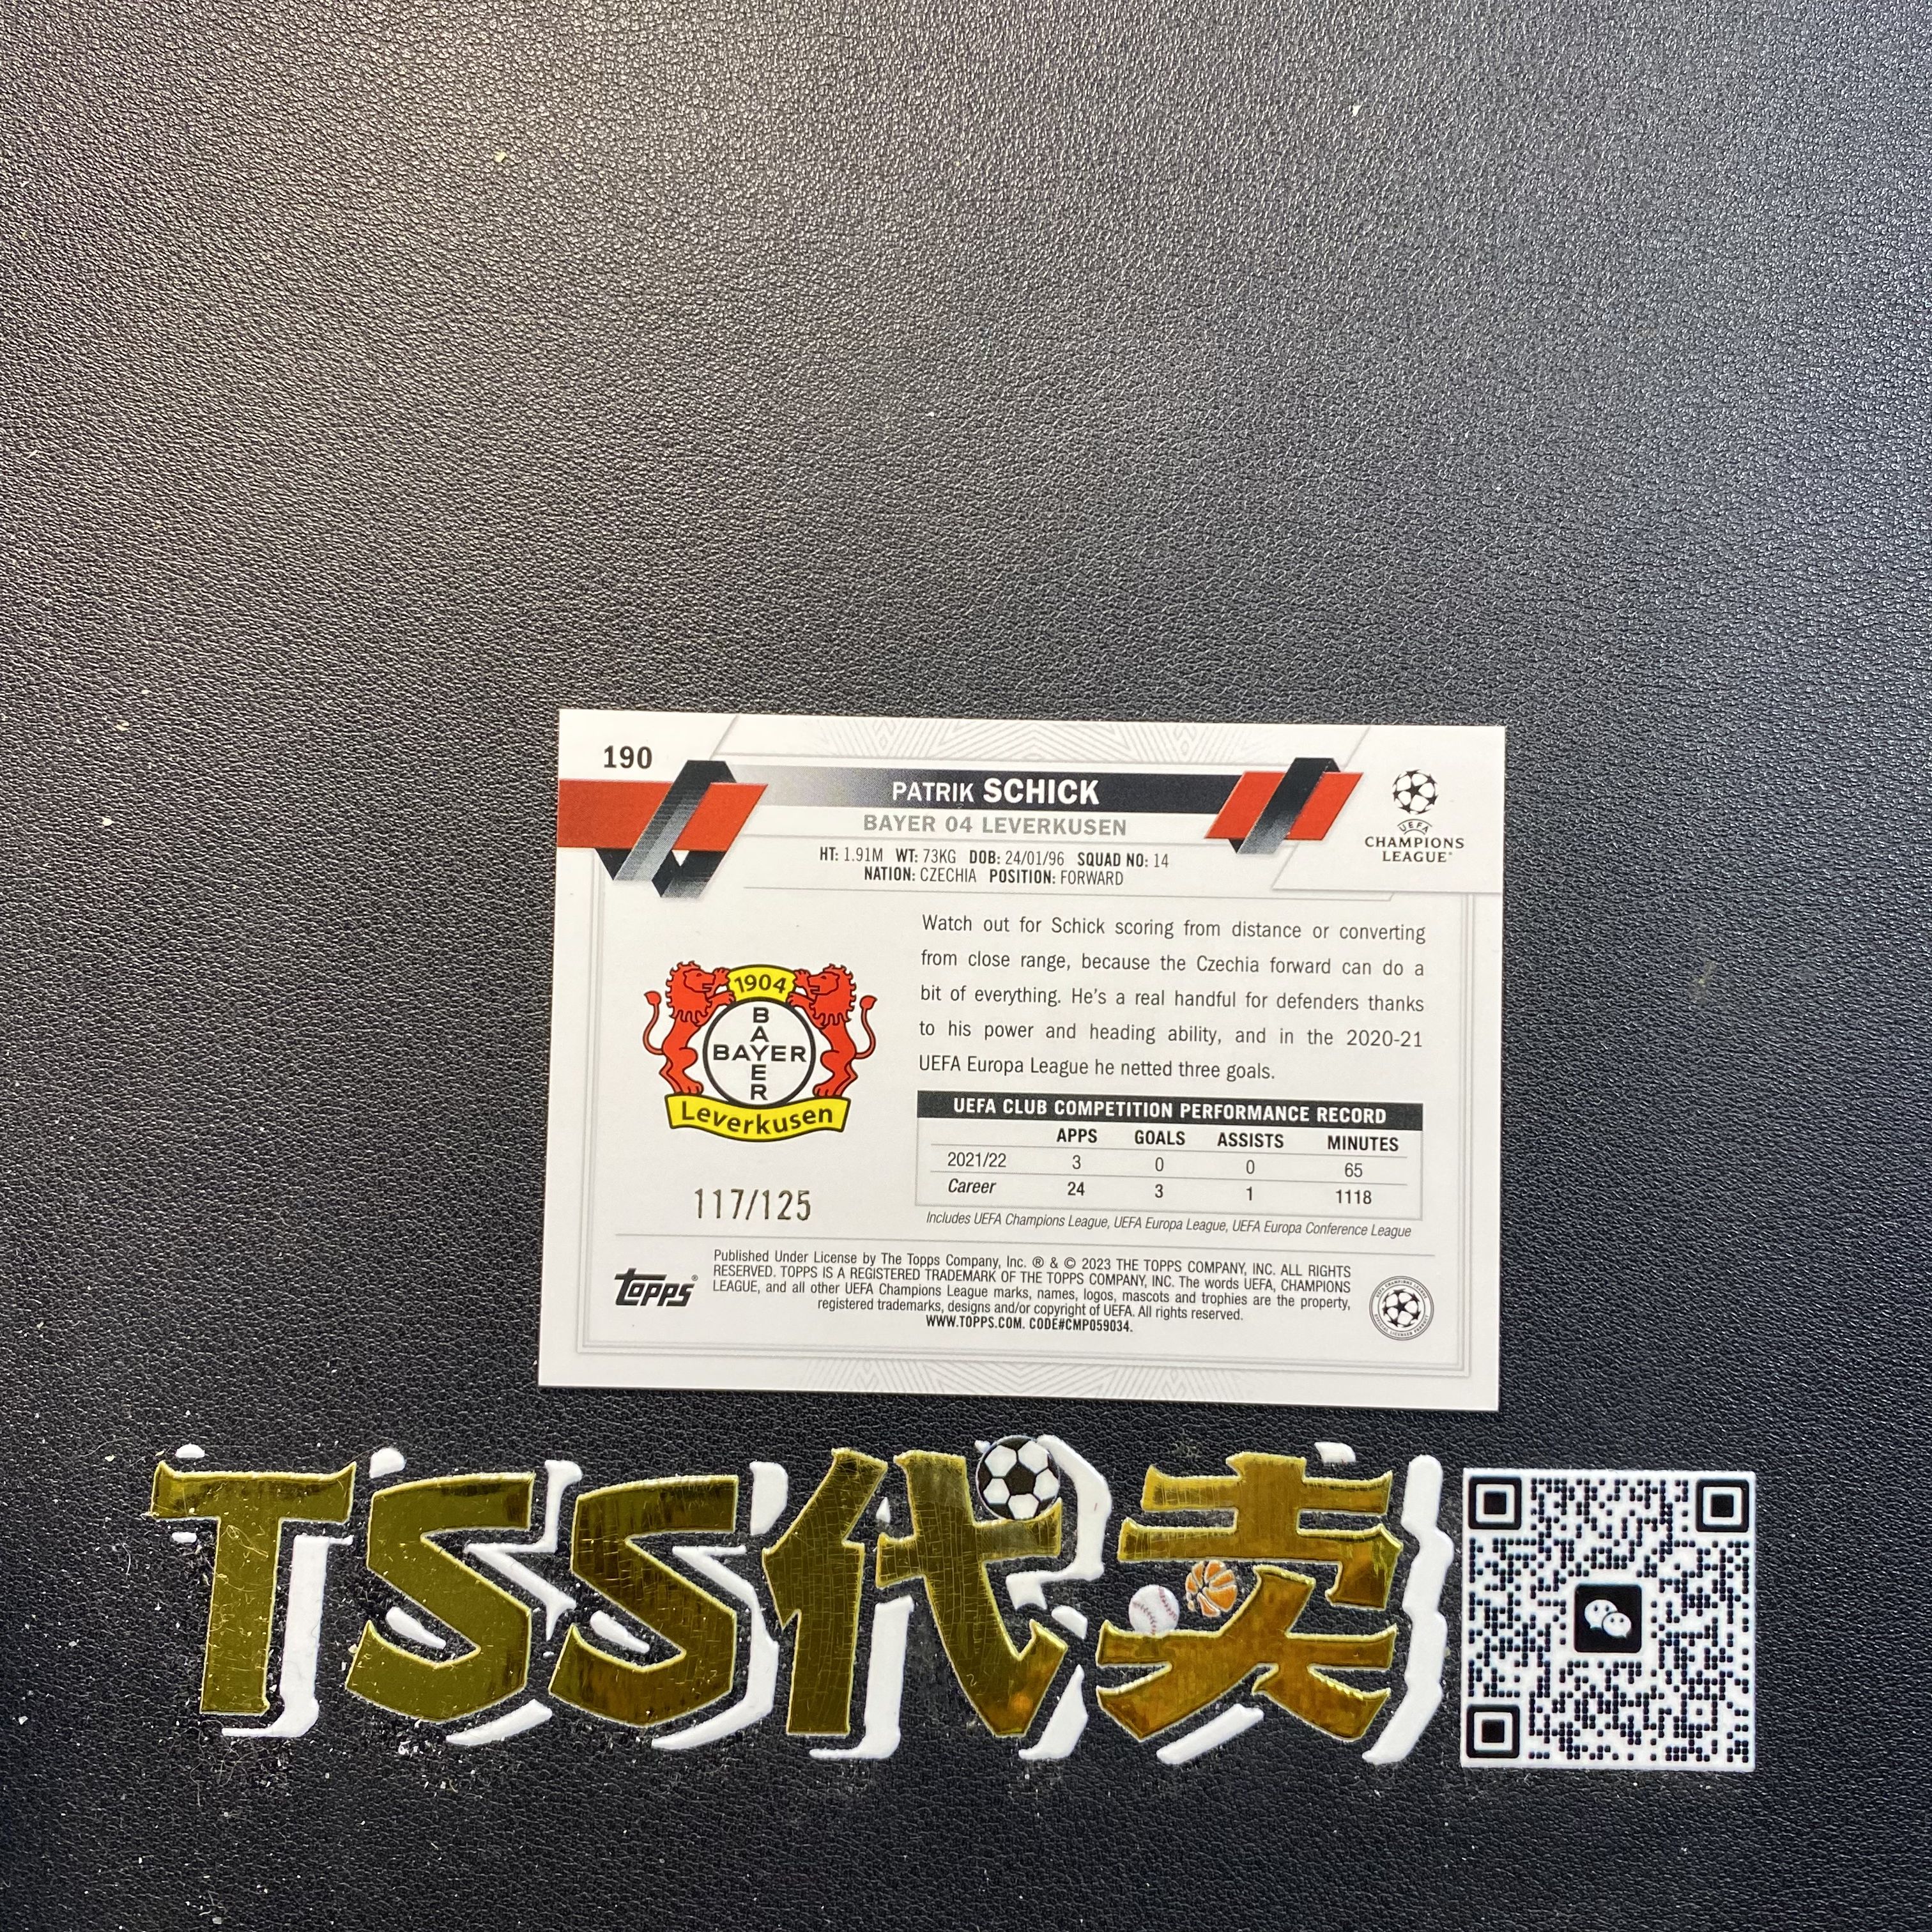 190
PATRIK SCHICK
BAYER 04 LEVERKUSEN
HT: 1.91M WT: 73KG DOB: 24/01/96 SQUAD NO: 14
NATION: CZECHIA POSITION: FORWARD
UEFA
CHAMPIONS
LEAGUE®
Watch out for Schick scoring from distance or converting
from close range, because the Czechia forward can do a
bit of everything. He's a real handful for defenders thanks
to his power and heading ability, and in the 2020-21
UEFA Europa League he netted three goals.
1904
BAYER
BAYER
Leverkusen
117/125
UEFA CLUB COMPETITION PERFORMANCE RECORD
APPS GOALS ASSISTS MINUTES
2021/22 3 0 0 65
Career 24 3 1 1118
Includes UEFA Champions League, UEFA Europa League, UEFA Europa Conference League
topps®
Published Under License by The Topps Company, Inc. ® & © 2023 THE TOPPS COMPANY, INC. ALL RIGHTS
RESERVED. TOPPS IS A REGISTERED TRADEMARK OF THE TOPPS COMPANY, INC. The words UEFA, CHAMPIONS
LEAGUE, and all other UEFA Champions League marks, names, logos, mascots and trophies are the property,
registered trademarks, designs and/or copyright of UEFA. All rights reserved.
WWW.TOPPS.COM. CODE#CMP059034.
TSS代卖